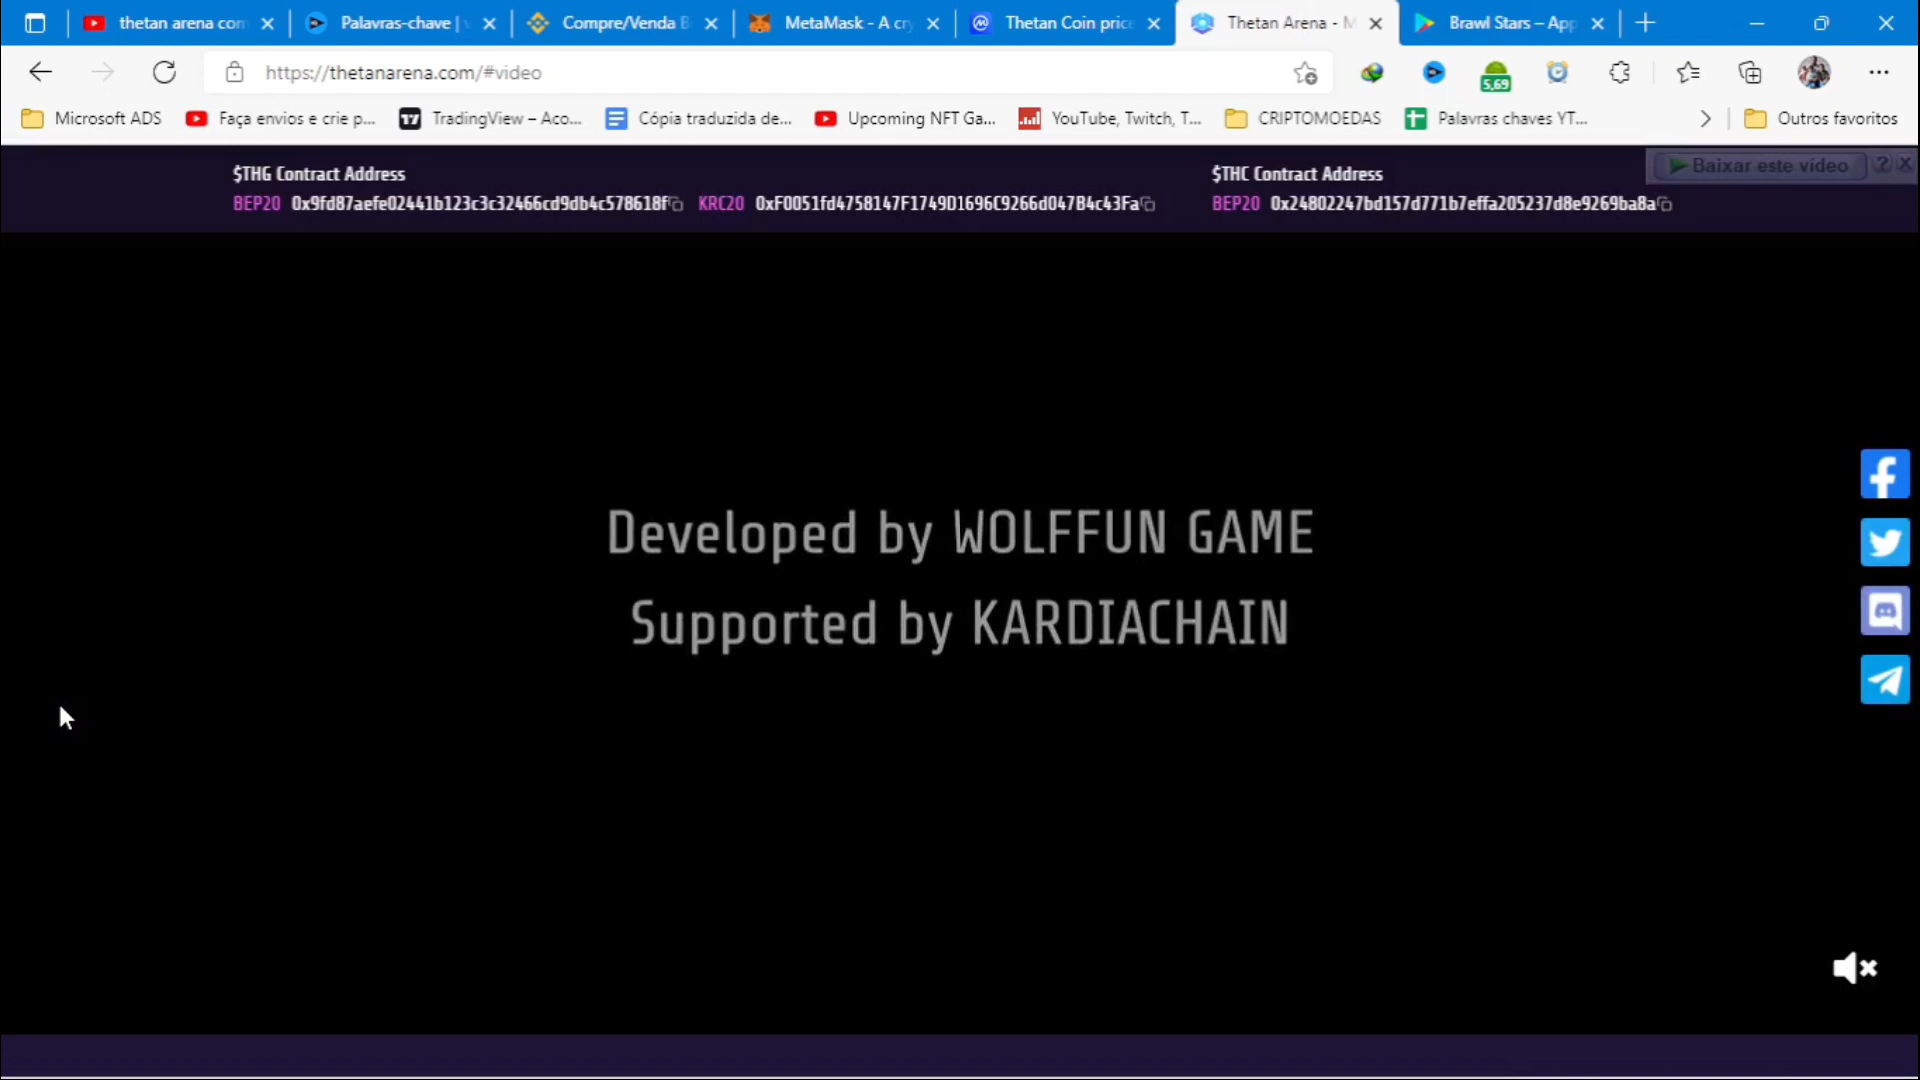 thetan arena com
Palavras-chave |
Compre/Venda B
MetaMask - A cr
Thetan Coin price
Thetan Arena - M
Brawl Stars – App
https://thetanarena.com/#video
5,69
Microsoft ADS
Faça envios e crie p...
TradingView – Aco...
Cópia traduzida de...
Upcoming NFT Ga...
YouTube, Twitch, T...
CRIPTOMOEDAS
Palavras chaves YT...
Outros favoritos
$THG Contract Address
BEP20 0x9fd87aefe02441b123c3c32466cd9db4c578618f
KRC20 0xF0051fd4758147F1749D1696C9266d047B4c43Fa
$THC Contract Address
BEP20 0x24802247bd157d771b7effa205237d8e9269ba8a
Baixar este vídeo
Developed by WOLFFUN GAME
Supported by KARDIACHAIN